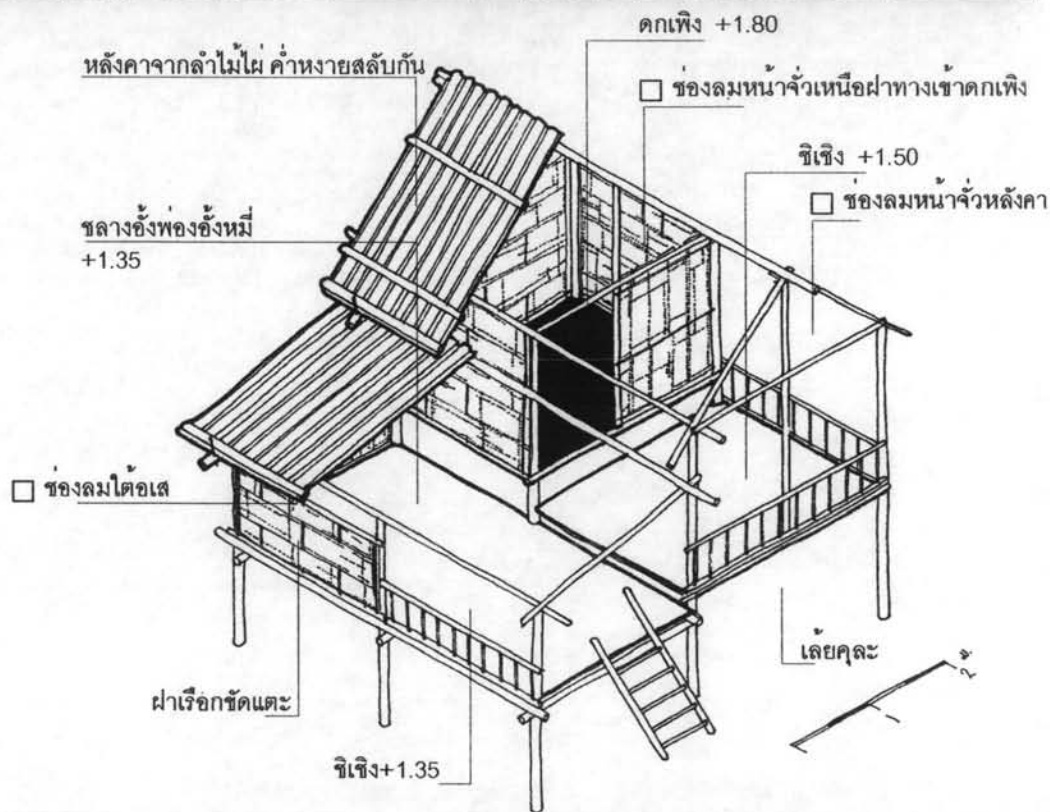 ดกเพิง +1.80
หลังคาจากลำไม้ไผ่ ค่ำหงายสลับกัน
ช่องลมหน้าจั่วเหนือฝาทางเข้าดกเพิง
ซิเชิง +1.50
ช่องลมหน้าจั่วหลังคา
ชลางอั้งพ่องอั้งหมี่
+1.35
ช่องลมใต้อเส
เล้ยคุละ
ฝาเรือกขัดแตะ
ซิเชิง+1.35